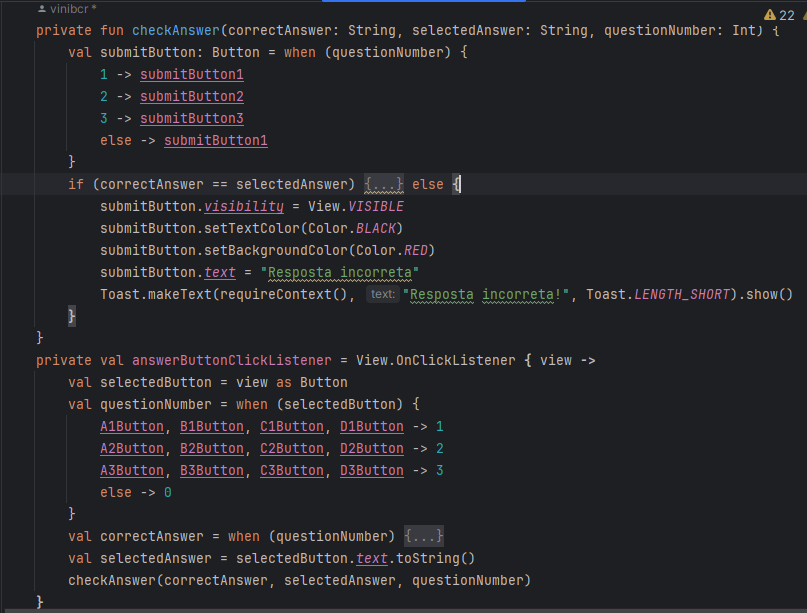 vinibcr *
22
private fun checkAnswer(correctAnswer: String, selectedAnswer: String, questionNumber: Int) {
    val submitButton: Button = when (questionNumber) {
        1 -> submitButton1
        2 -> submitButton2
        3 -> submitButton3
        else -> submitButton1
    }
    if (correctAnswer == selectedAnswer) {...} else {
        submitButton.visibility = View.VISIBLE
        submitButton.setTextColor(Color.BLACK)
        submitButton.setBackgroundColor(Color.RED)
        submitButton.text = "Resposta incorreta"
        Toast.makeText(requireContext(), text: "Resposta incorreta!", Toast.LENGTH_SHORT).show()
    }
}
private val answerButtonClickListener = View.OnClickListener { view ->
    val selectedButton = view as Button
    val questionNumber = when (selectedButton) {
        A1Button, B1Button, C1Button, D1Button -> 1
        A2Button, B2Button, C2Button, D2Button -> 2
        A3Button, B3Button, C3Button, D3Button -> 3
        else -> 0
    }
    val correctAnswer = when (questionNumber) {...}
    val selectedAnswer = selectedButton.text.toString()
    checkAnswer(correctAnswer, selectedAnswer, questionNumber)
}